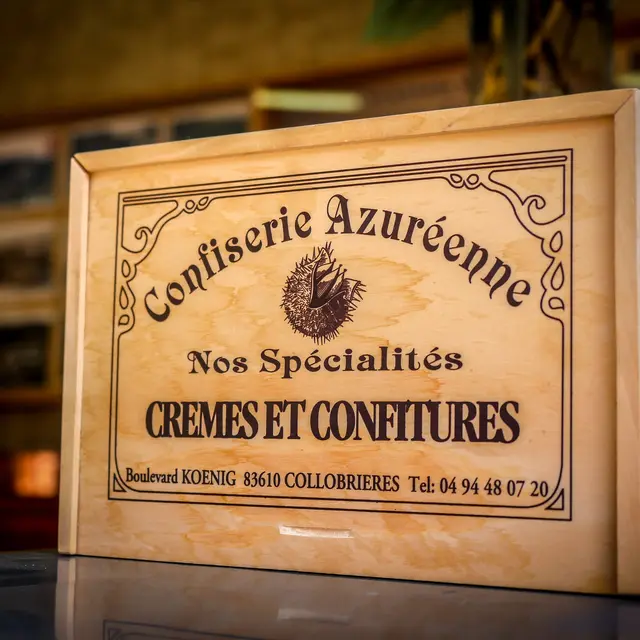 Confiserie Azuréenne
Nos Spécialités
CREMES ET CONFITURES
Boulevard KOENIG 83610 COLLOBRIERES Tel: 04 94 48 07 20